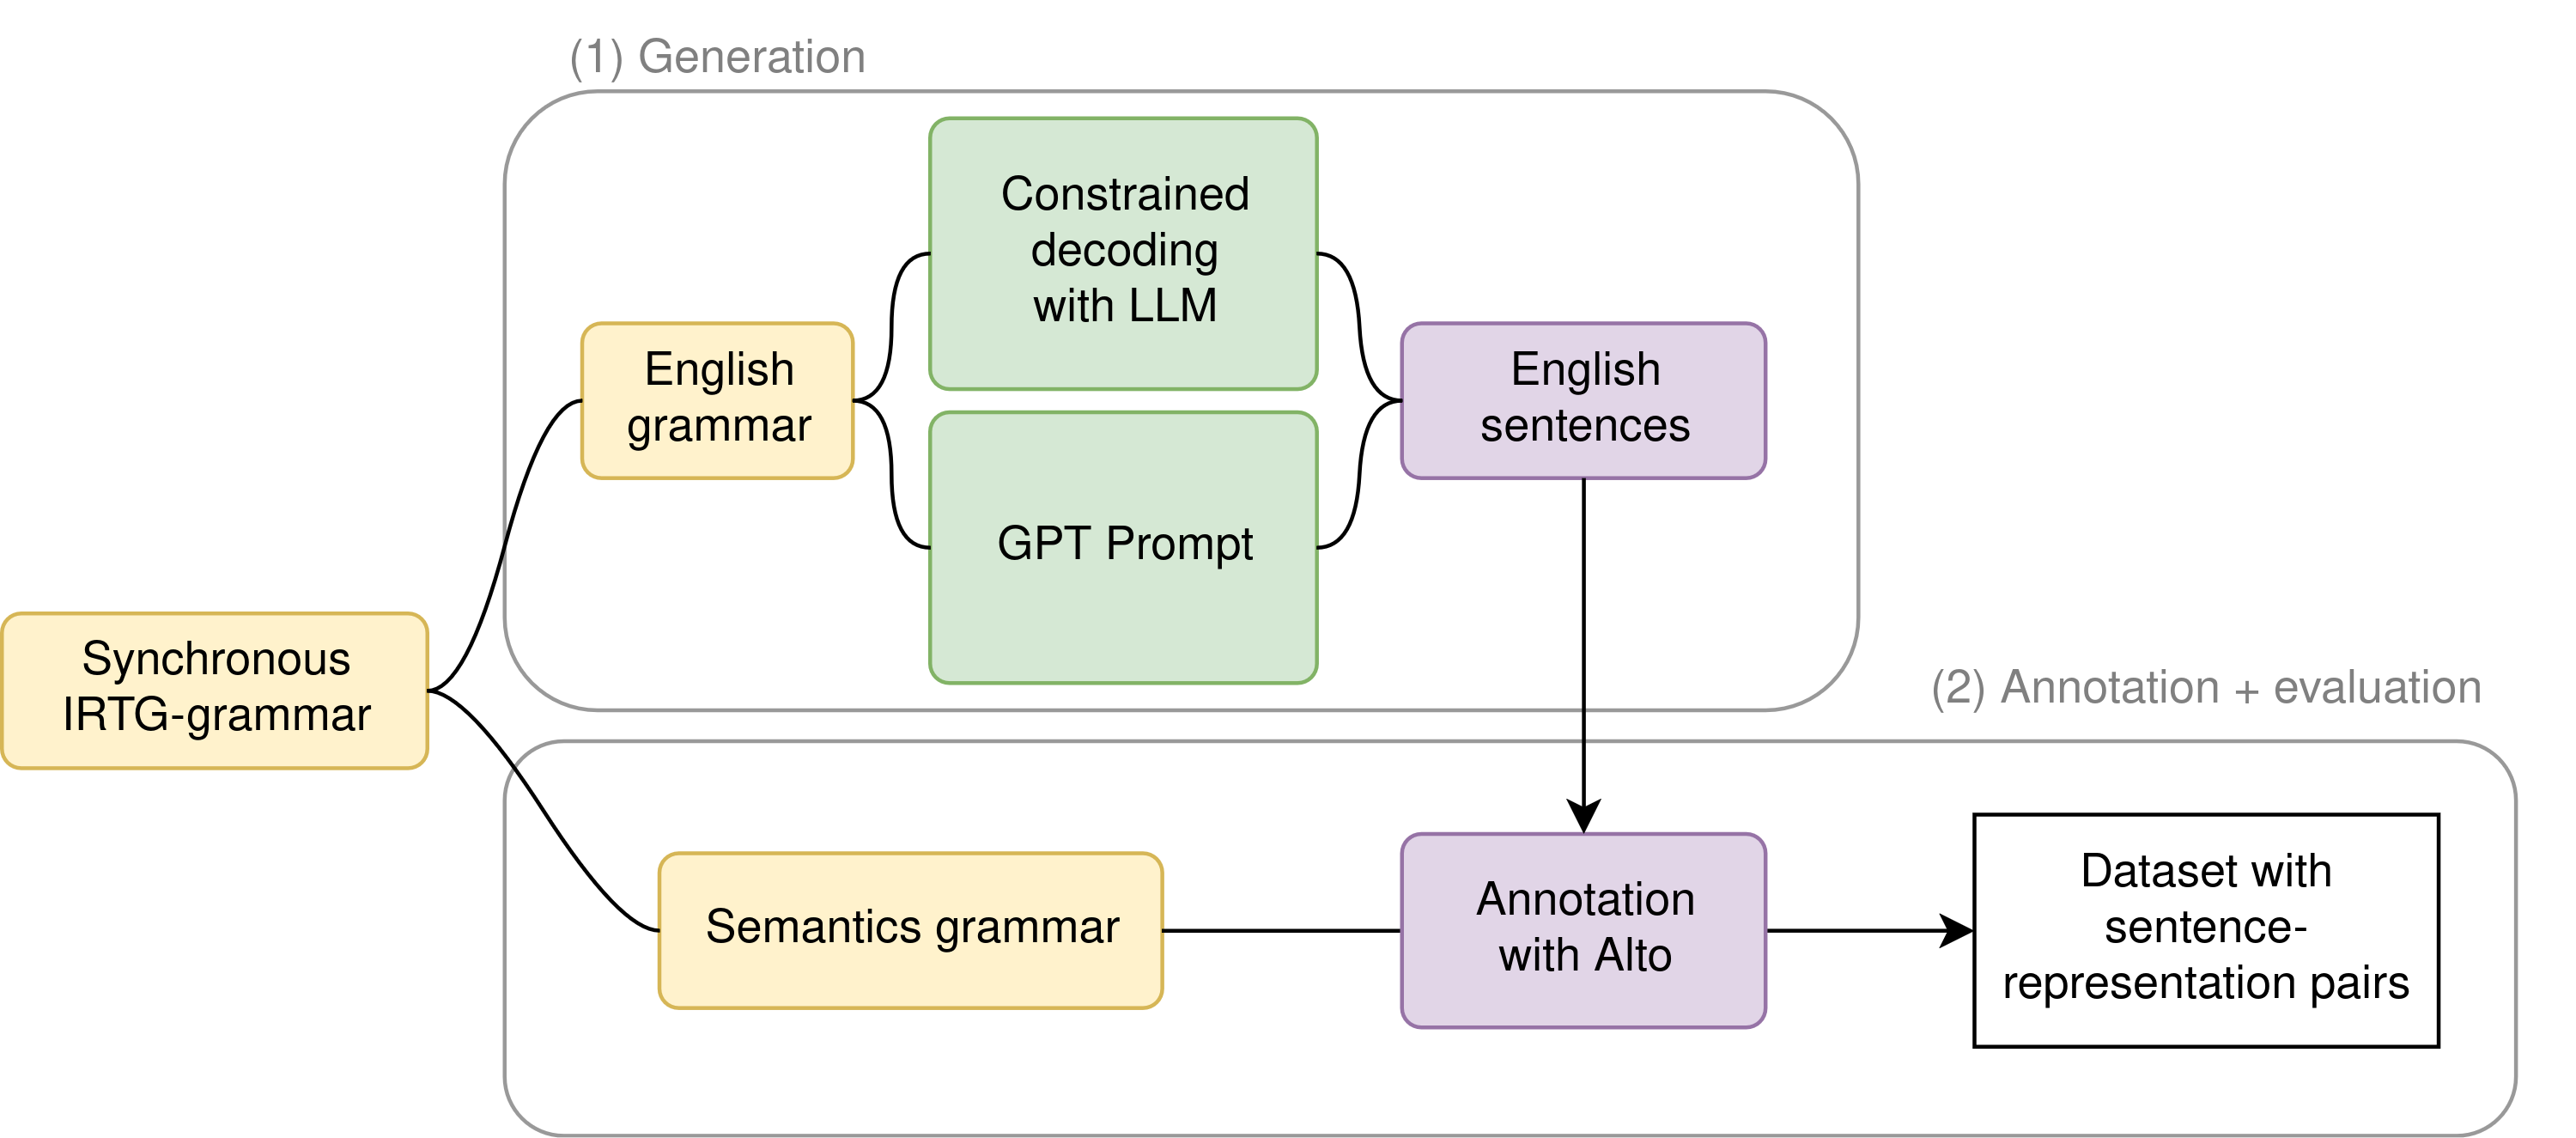 (1) Generation
Constrained
decoding
with LLM
English
grammar
English
sentences
GPT Prompt
Synchronous
IRTG-grammar
(2) Annotation + evaluation
Semantics grammar
Annotation
with Alto
Dataset with
sentence-
representation pairs